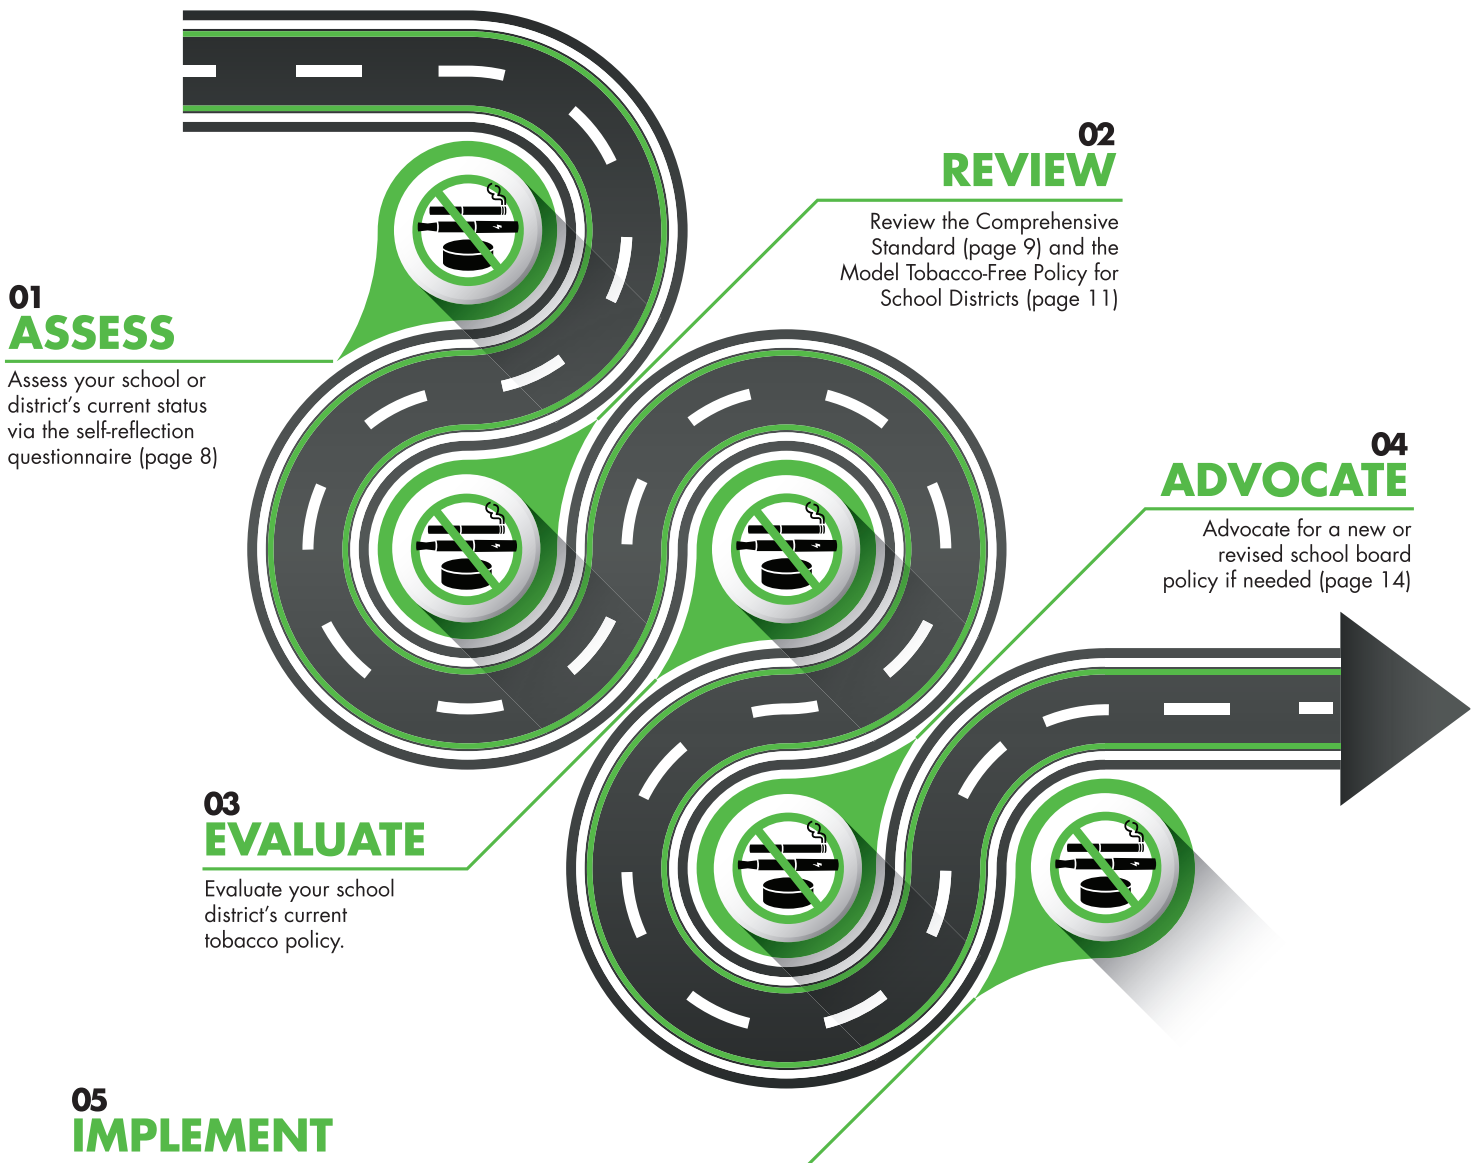 01
ASSESS
Assess your school or
district’s current status
via the self-reflection
questionnaire (page 8)
02
REVIEW
Review the Comprehensive
Standard (page 9) and the
Model Tobacco-Free Policy for
School Districts (page 11)
03
EVALUATE
Evaluate your school
district’s current
tobacco policy.
04
ADVOCATE
Advocate for a new or
revised school board
policy if needed (page 14)
05
IMPLEMENT